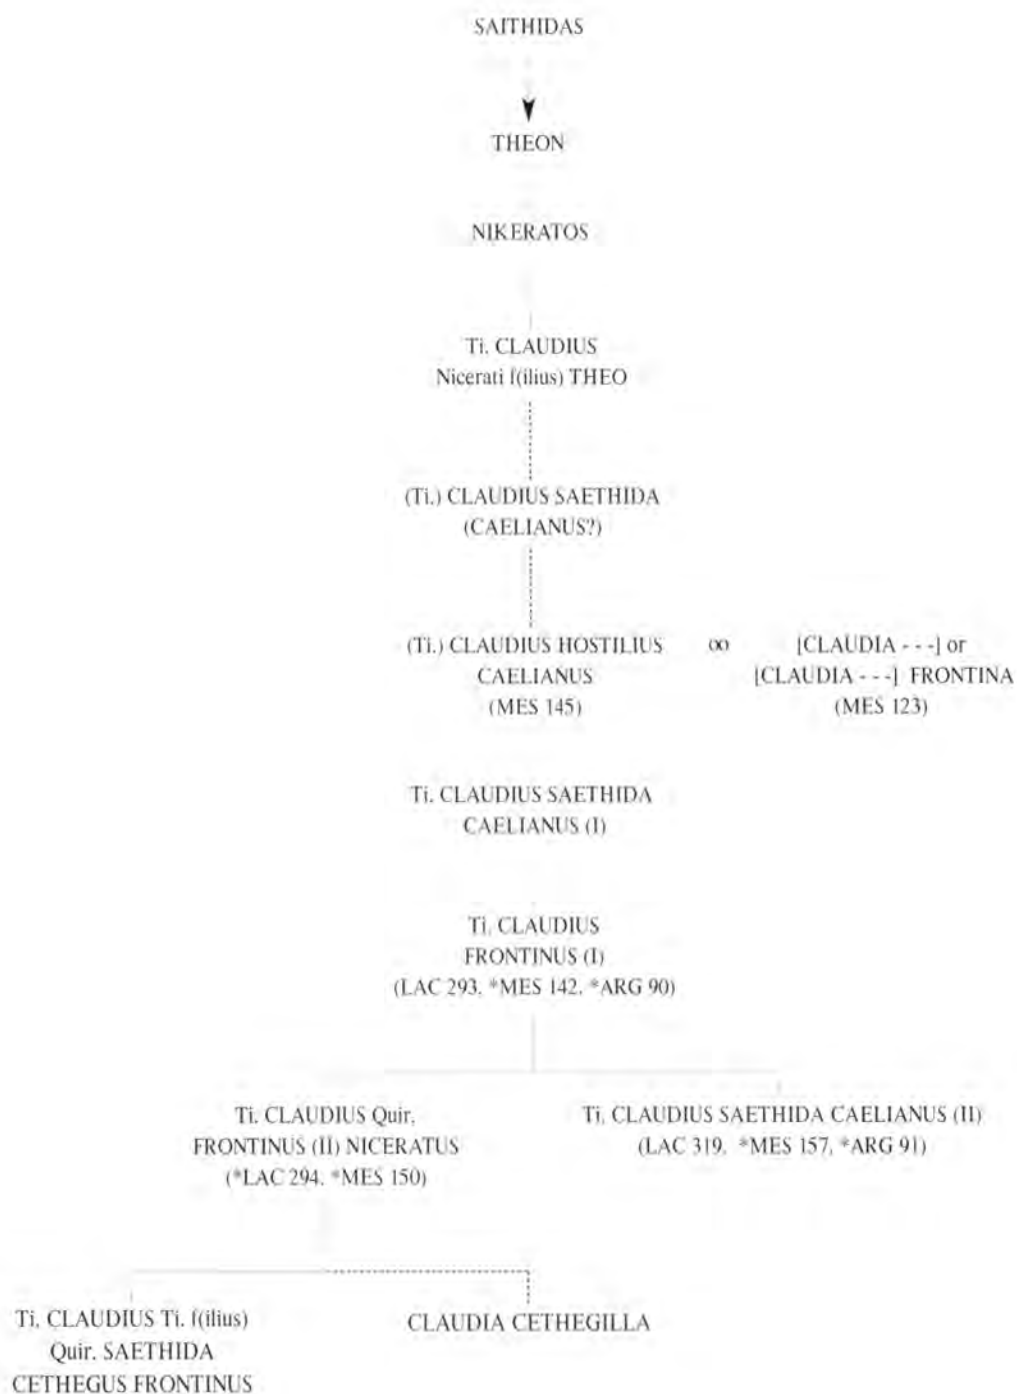 SAITHIDAS
THEON
NIKERATOS
Ti. CLAUDIUS
Nicerati f(ilius) THEO
(Ti.) CLAUDIUS SAETHIDA
(CAELIANUS?)
(Ti.) CLAUDIUS HOSTILIUS
CAELIANUS
(MES 145)
∞
[CLAUDIA - - -] or
[CLAUDIA - - -] FRONTINA
(MES 123)
Ti. CLAUDIUS SAETHIDA
CAELIANUS (I)
Ti. CLAUDIUS
FRONTINUS (I)
(LAC 293. *MES 142. *ARG 90)
Ti. CLAUDIUS Quir.
FRONTINUS (II) NICERATUS
(*LAC 294. *MES 150)
Ti. CLAUDIUS SAETHIDA CAELIANUS (II)
(LAC 319. *MES 157. *ARG 91)
Ti. CLAUDIUS Ti. f(ilius)
Quir. SAETHIDA
CETHEGUS FRONTINUS
CLAUDIA CETHEGILLA